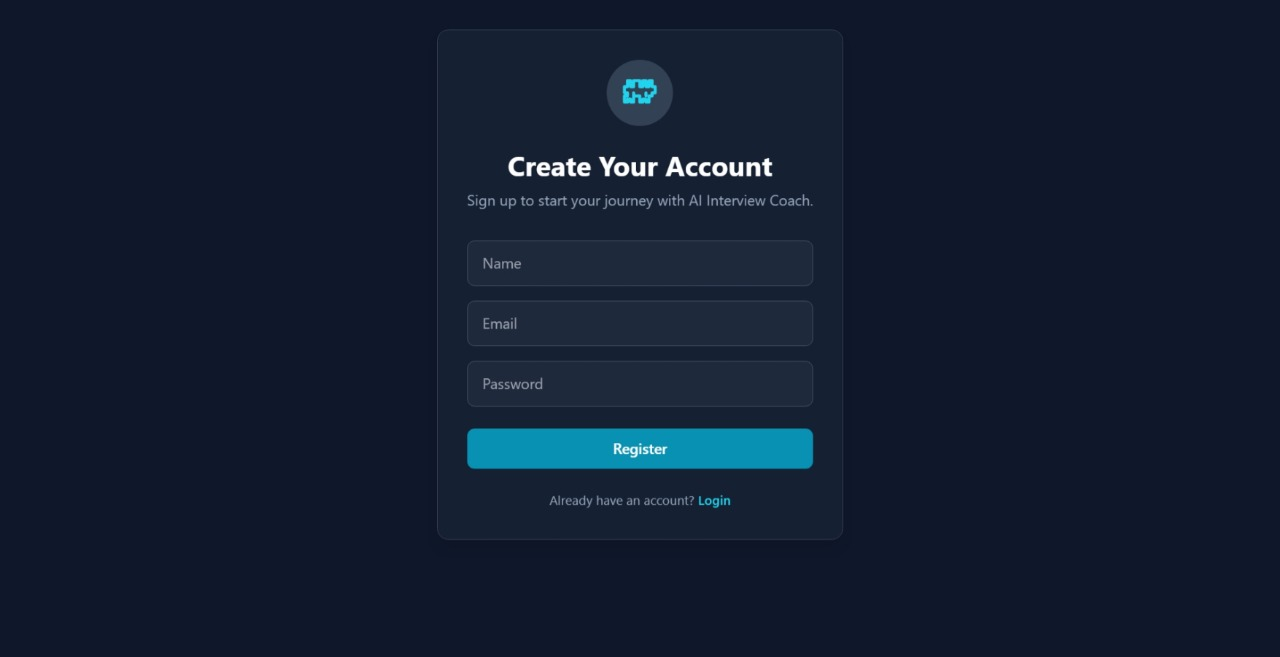 Create Your Account
Sign up to start your journey with AI Interview Coach.
Name
Email
Password
Register
Already have an account? Login